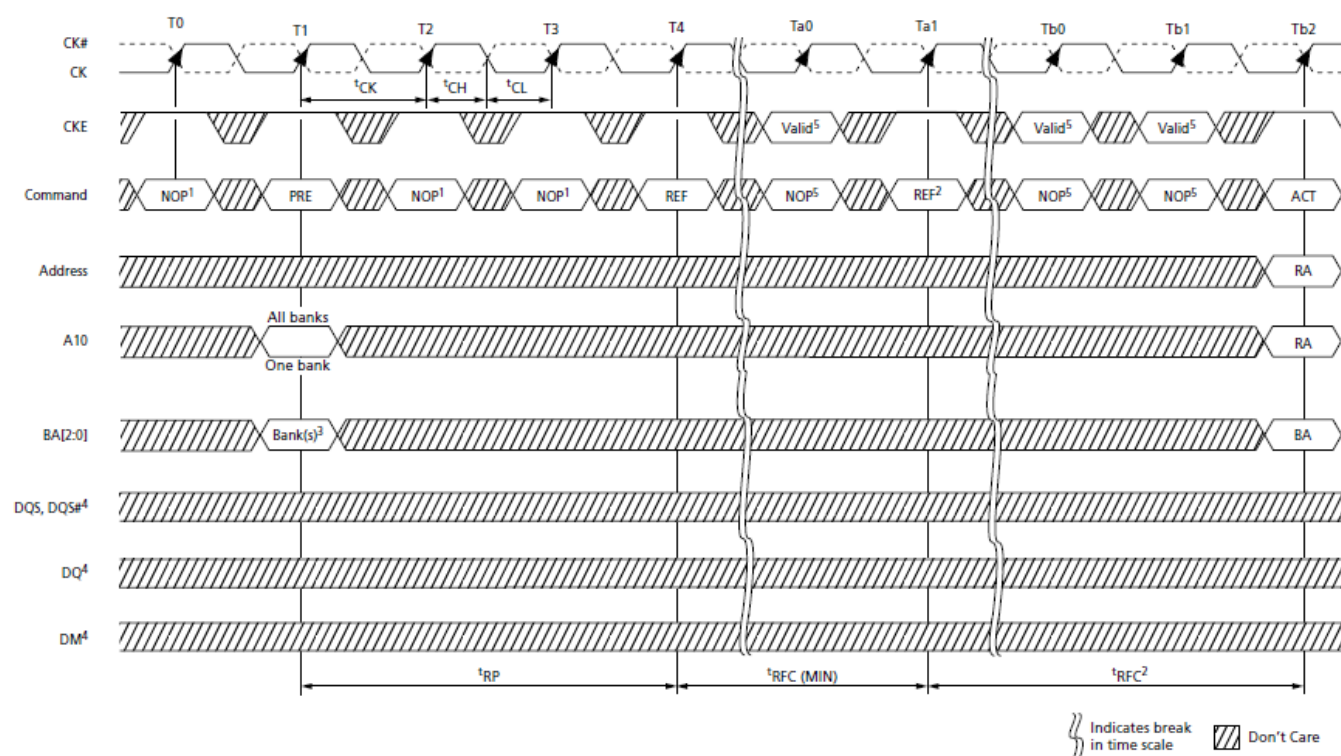 T0 T1 T2 T3 T4 Ta0 Ta1 Tb0 Tb1 Tb2
CK#
CK
tCK tCH tCL
CKE Valid5 Valid5 Valid5
Command NOP1 PRE NOP1 NOP1 REF NOP5 REF2 NOP5 NOP5 ACT
Address RA
All banks
A10 RA
One bank
BA[2:0] Bank(s)3 BA
DQS, DQS#4
DQ4
DM4
tRP tRFC (MIN) tRFC2
Indicates break
in time scale
Don't Care